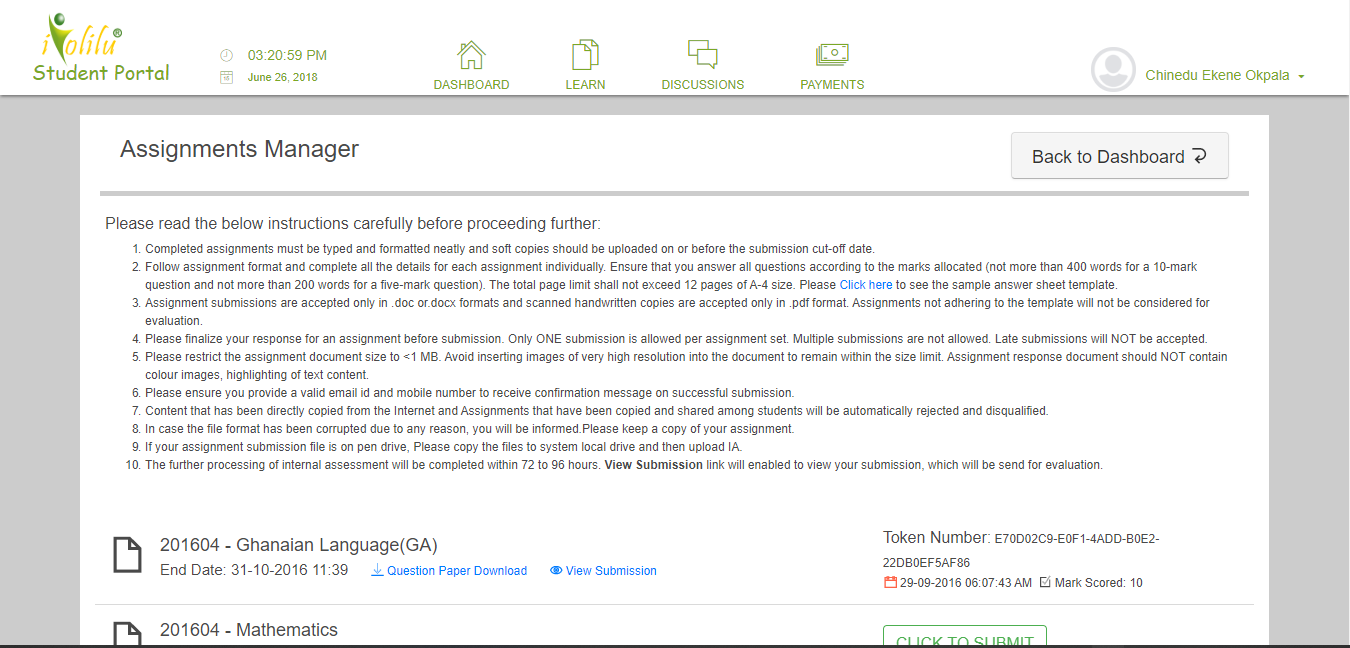 iVolilu®
Student Portal
03:20:59 PM
June 26, 2018
DASHBOARD
LEARN
DISCUSSIONS
PAYMENTS
Chinedu Ekene Okpala
Assignments Manager
Back to Dashboard
Please read the below instructions carefully before proceeding further:
1. Completed assignments must be typed and formatted neatly and soft copies should be uploaded on or before the submission cut-off date.
2. Follow assignment format and complete all the details for each assignment individually. Ensure that you answer all questions according to the marks allocated (not more than 400 words for a 10-mark
question and not more than 200 words for a five-mark question). The total page limit shall not exceed 12 pages of A-4 size. Please Click here to see the sample answer sheet template.
3. Assignment submissions are accepted only in .doc or.docx formats and scanned handwritten copies are accepted only in .pdf format. Assignments not adhering to the template will not be considered for
evaluation.
4. Please finalize your response for an assignment before submission. Only ONE submission is allowed per assignment set. Multiple submissions are not allowed. Late submissions will NOT be accepted.
5. Please restrict the assignment document size to <1 MB. Avoid inserting images of very high resolution into the document to remain within the size limit. Assignment response document should NOT contain
colour images, highlighting of text content.
6. Please ensure you provide a valid email id and mobile number to receive confirmation message on successful submission.
7. Content that has been directly copied from the Internet and Assignments that have been copied and shared among students will be automatically rejected and disqualified.
8. In case the file format has been corrupted due to any reason, you will be informed.Please keep a copy of your assignment.
9. If your assignment submission file is on pen drive, Please copy the files to system local drive and then upload IA.
10. The further processing of internal assessment will be completed within 72 to 96 hours. View Submission link will enabled to view your submission, which will be send for evaluation.
201604 - Ghanaian Language(GA)
End Date: 31-10-2016 11:39 Question Paper Download View Submission
Token Number: E70D02C9-E0F1-4ADD-B0E2-
22DB0EF5AF86
29-09-2016 06:07:43 AM Mark Scored: 10
201604 - Mathematics
CLICK TO SUBMIT